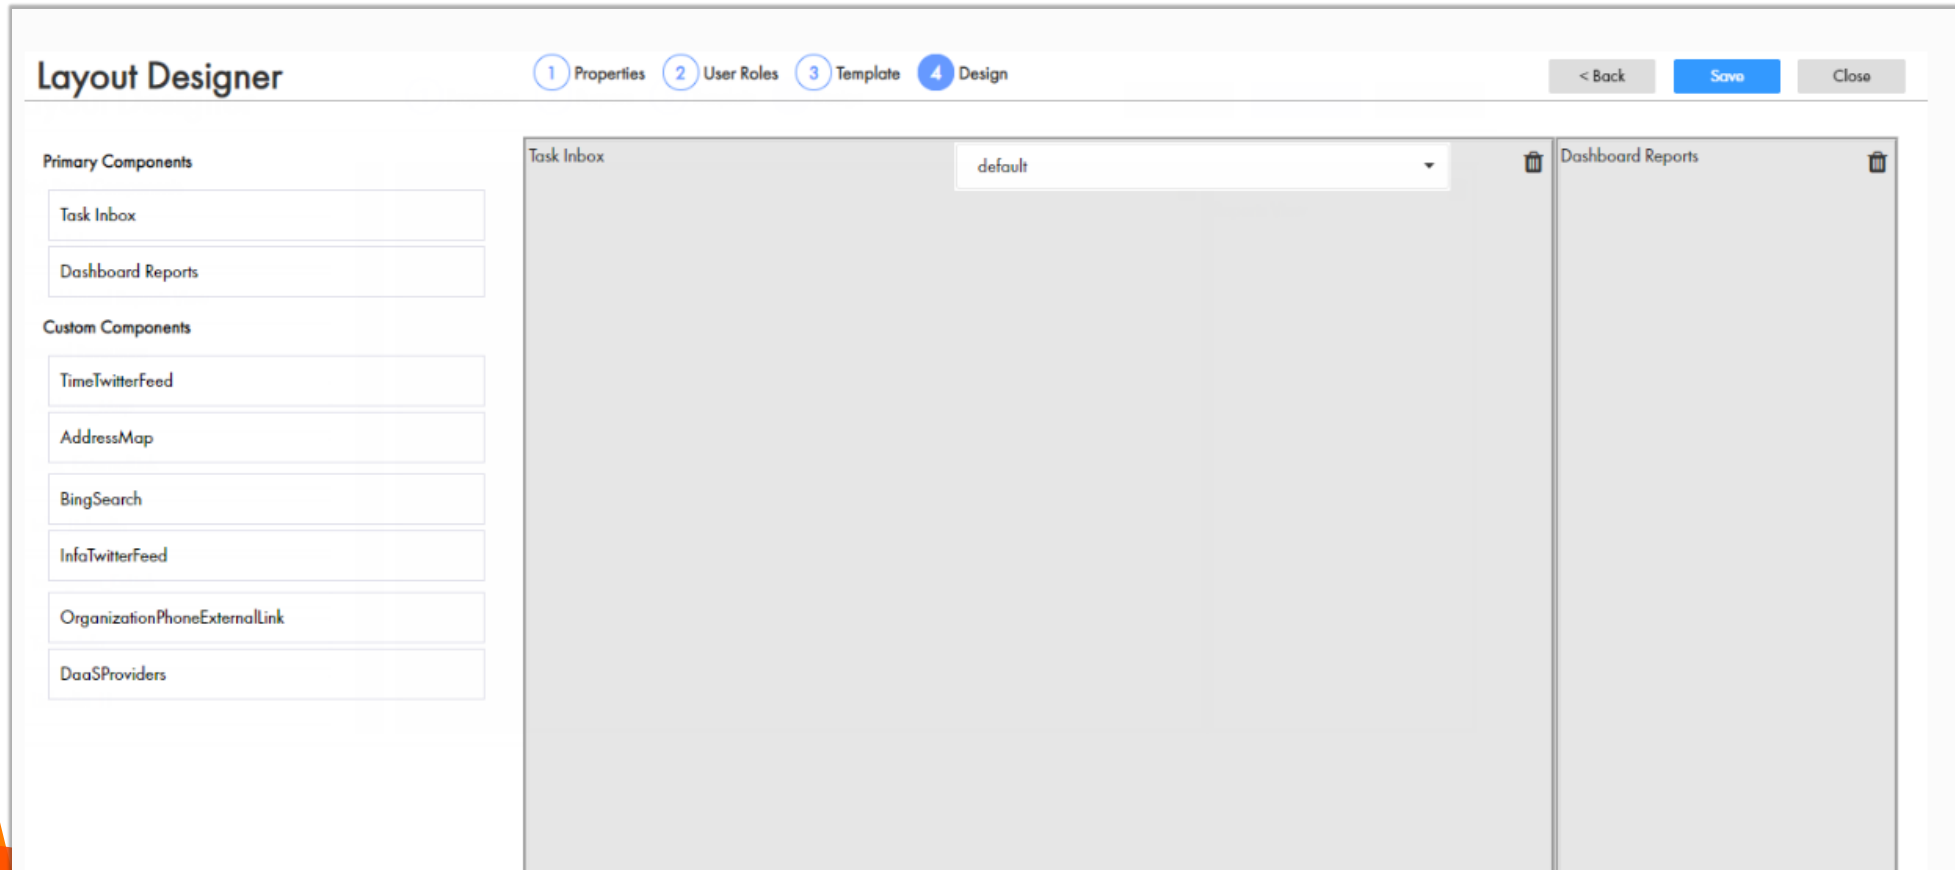 Layout Designer
1 Properties 2 User Roles 3 Template 4 Design
< Back Save Close
Primary Components
Task Inbox
Dashboard Reports
Custom Components
TimeTwitterFeed
AddressMap
BingSearch
InfaTwitterFeed
OrganizationPhoneExternalLink
DaaSProviders
Task Inbox
default
Dashboard Reports